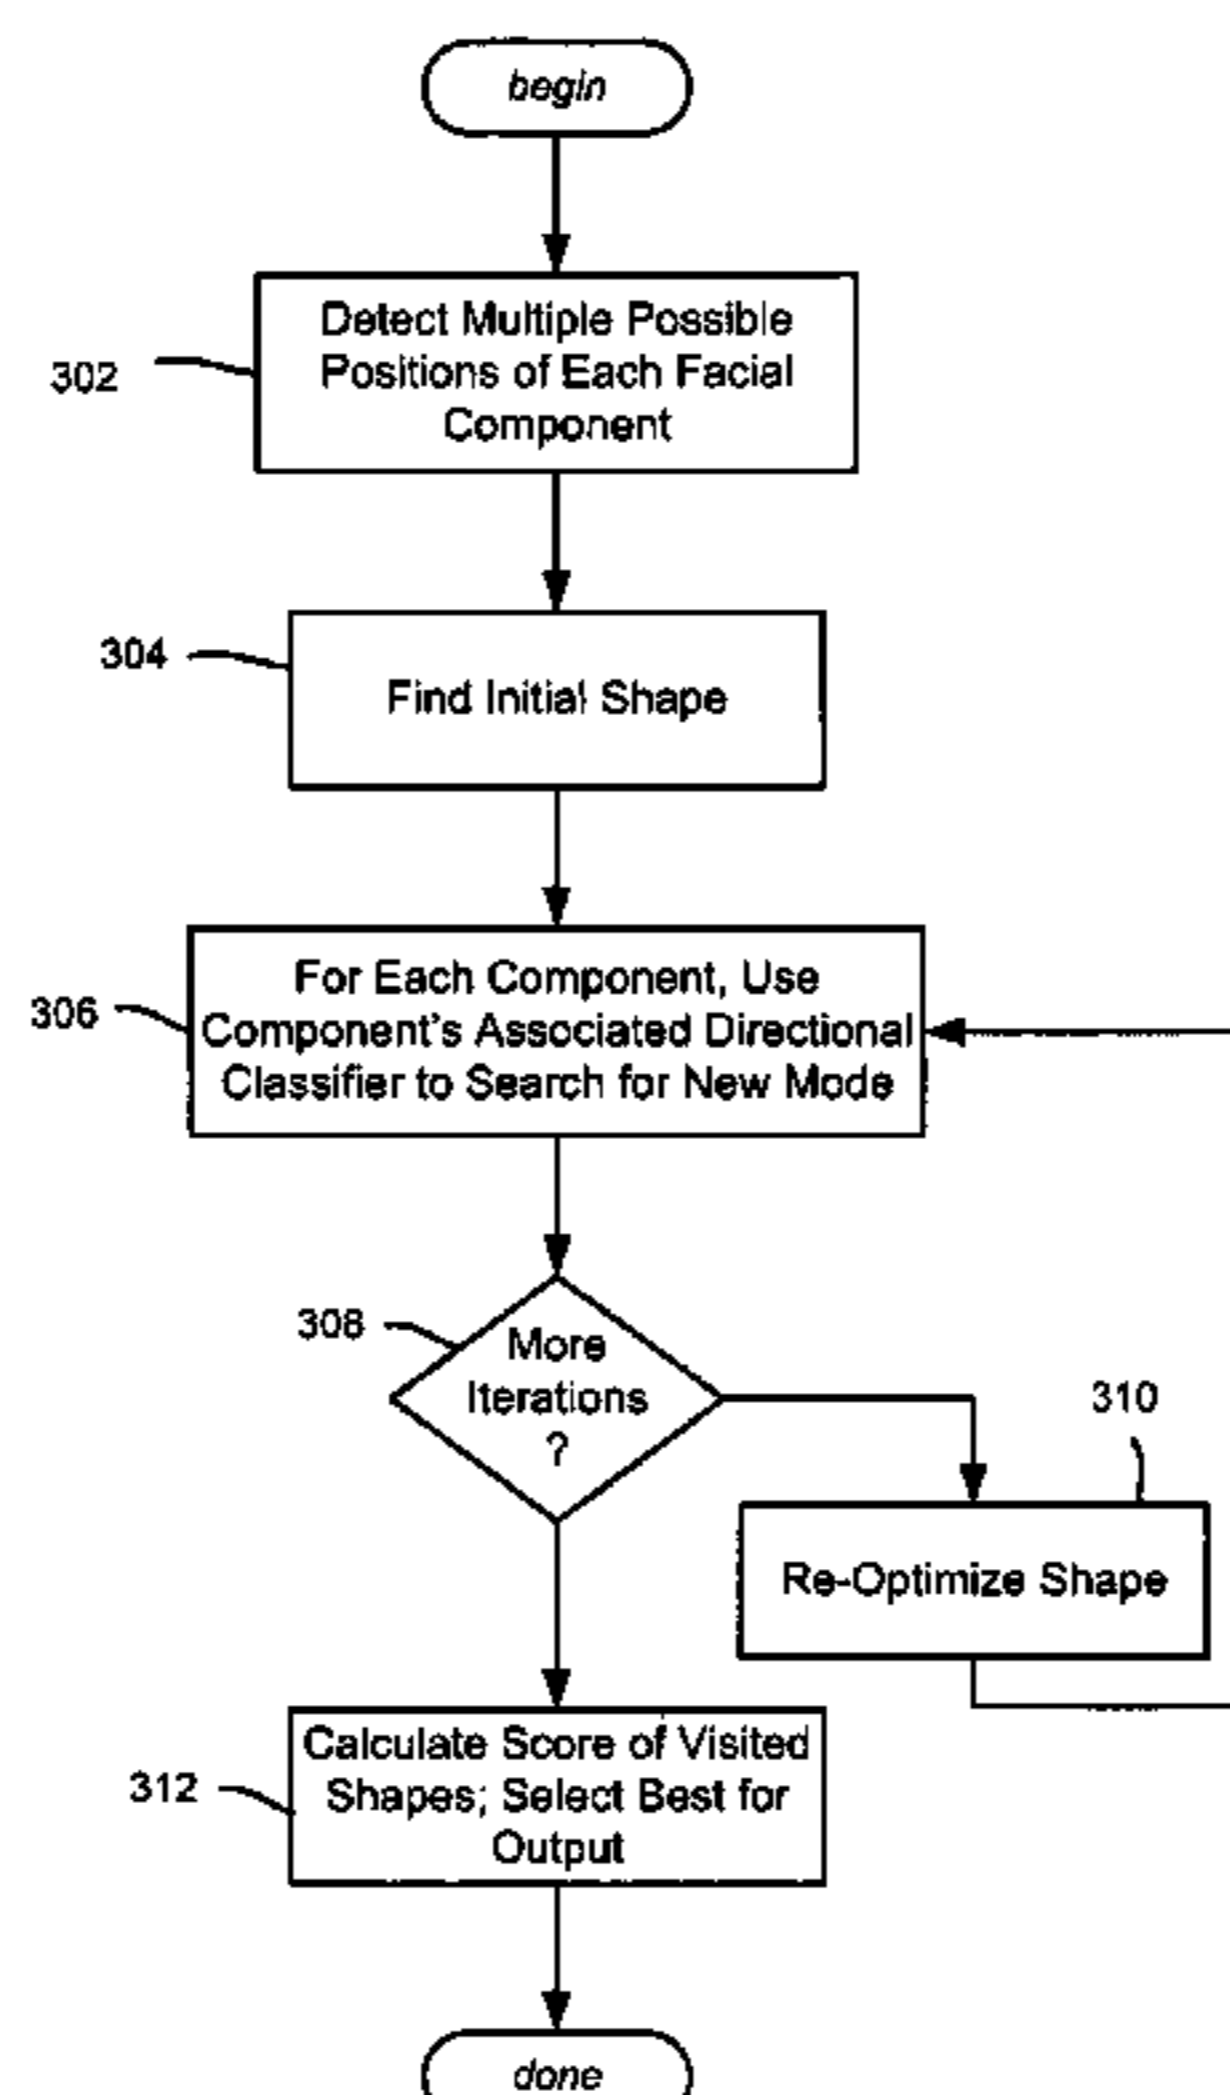 begin
302
Detect Multiple Possible
Positions of Each Facial
Component
304
Find Initial Shape
306
For Each Component, Use
Component's Associated Directional
Classifier to Search for New Mode
308
More
Iterations
?
310
Re-Optimize Shape
312
Calculate Score of Visited
Shapes; Select Best for
Output
done